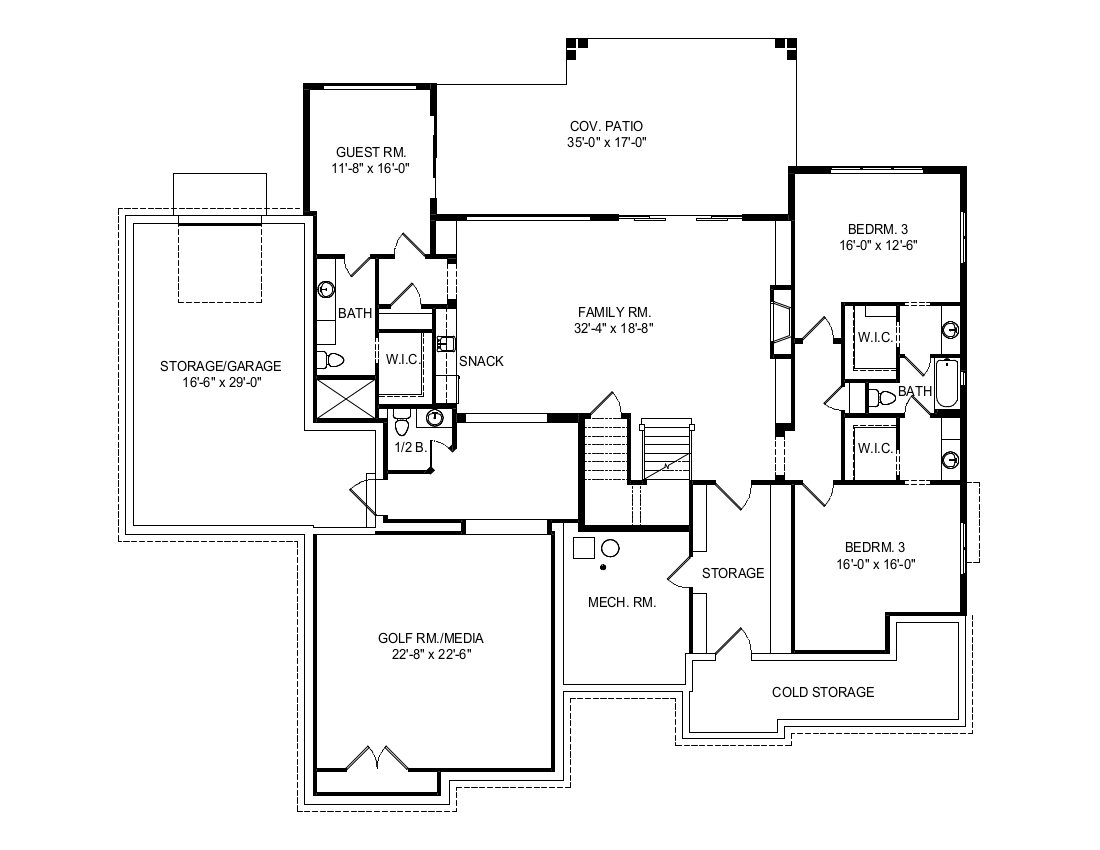 COV. PATIO
35'-0" x 17'-0"
GUEST RM.
11'-8" x 16'-0"
BEDRM. 3
16'-0" x 12'-6"
BATH
FAMILY RM.
32'-4" x 18'-8"
W.I.C.
STORAGE/GARAGE
16'-6" x 29'-0"
W.I.C.
SNACK
BATH
1/2 B.
W.I.C.
BEDRM. 3
16'-0" x 16'-0"
STORAGE
MECH. RM.
GOLF RM./MEDIA
22'-8" x 22'-6"
COLD STORAGE